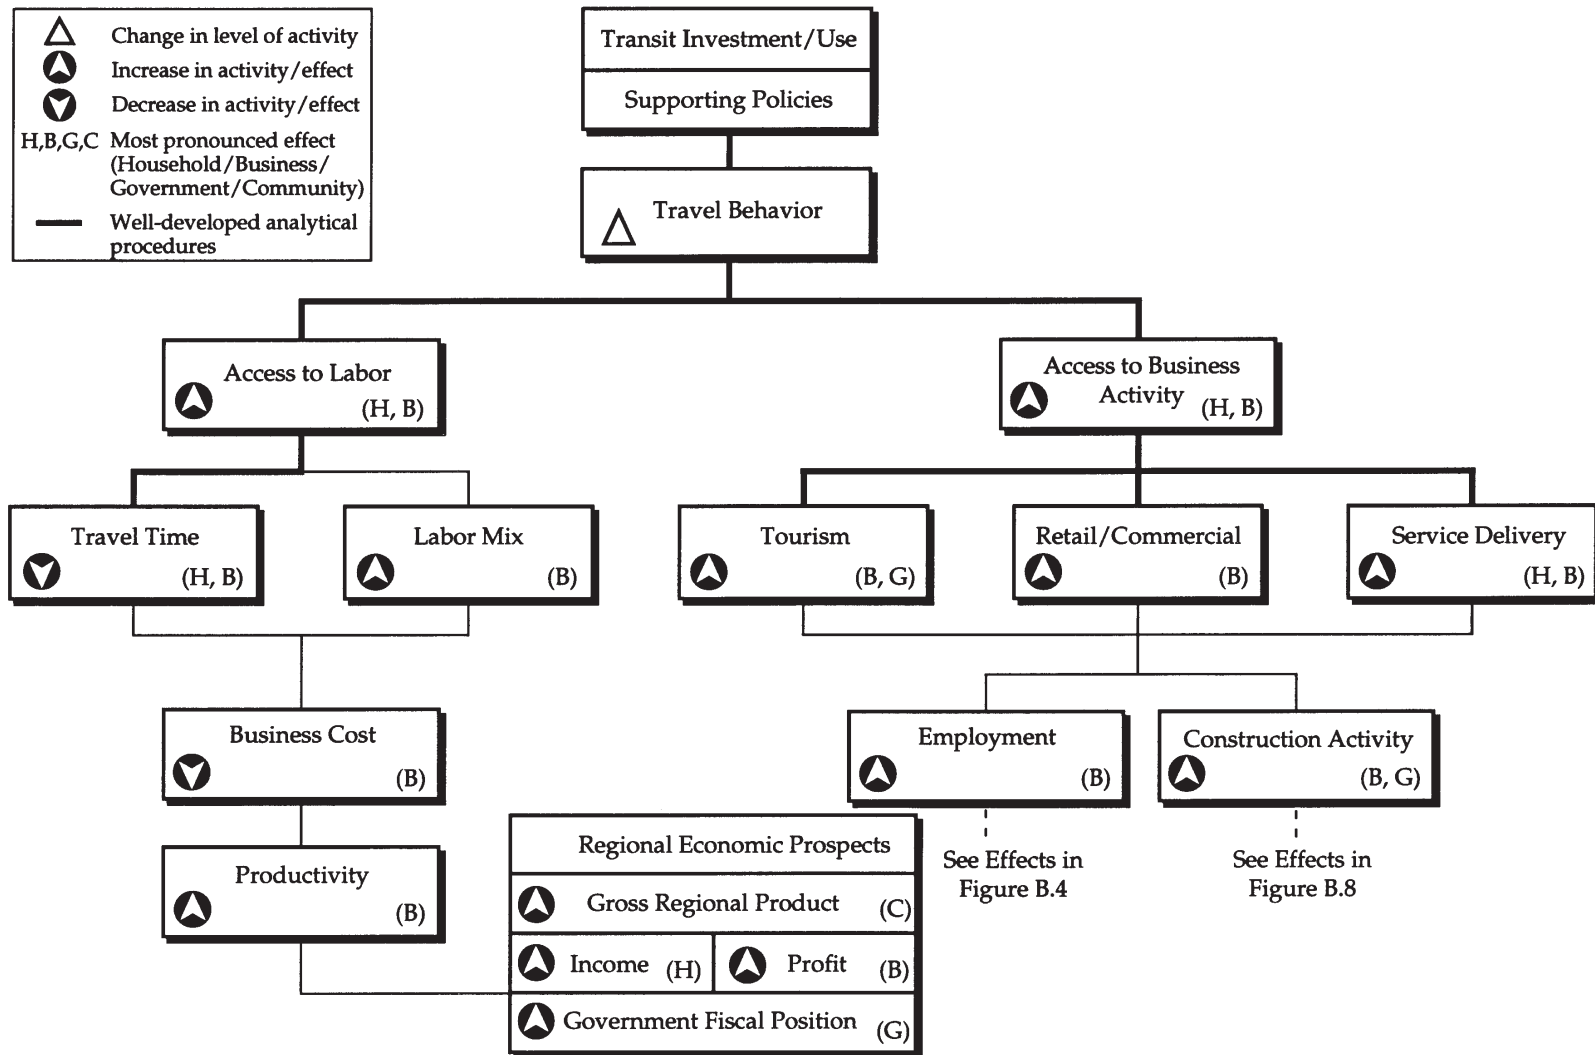 Change in level of activity
Increase in activity/effect
Decrease in activity/effect
H,B,G,C Most pronounced effect
(Household/Business/
Government/Community)
Well-developed analytical
procedures
Transit Investment/Use
Supporting Policies
Travel Behavior
Access to Labor
(H, B)
Access to Business
Activity
(H, B)
Travel Time
(H, B)
Labor Mix
(B)
Tourism
(B, G)
Retail/Commercial
(B)
Service Delivery
(H, B)
Business Cost
(B)
Employment
(B)
Construction Activity
(B, G)
See Effects in
Figure B.4
See Effects in
Figure B.8
Productivity
(B)
Regional Economic Prospects
Gross Regional Product (C)
Income (H)
Profit (B)
Government Fiscal Position (G)